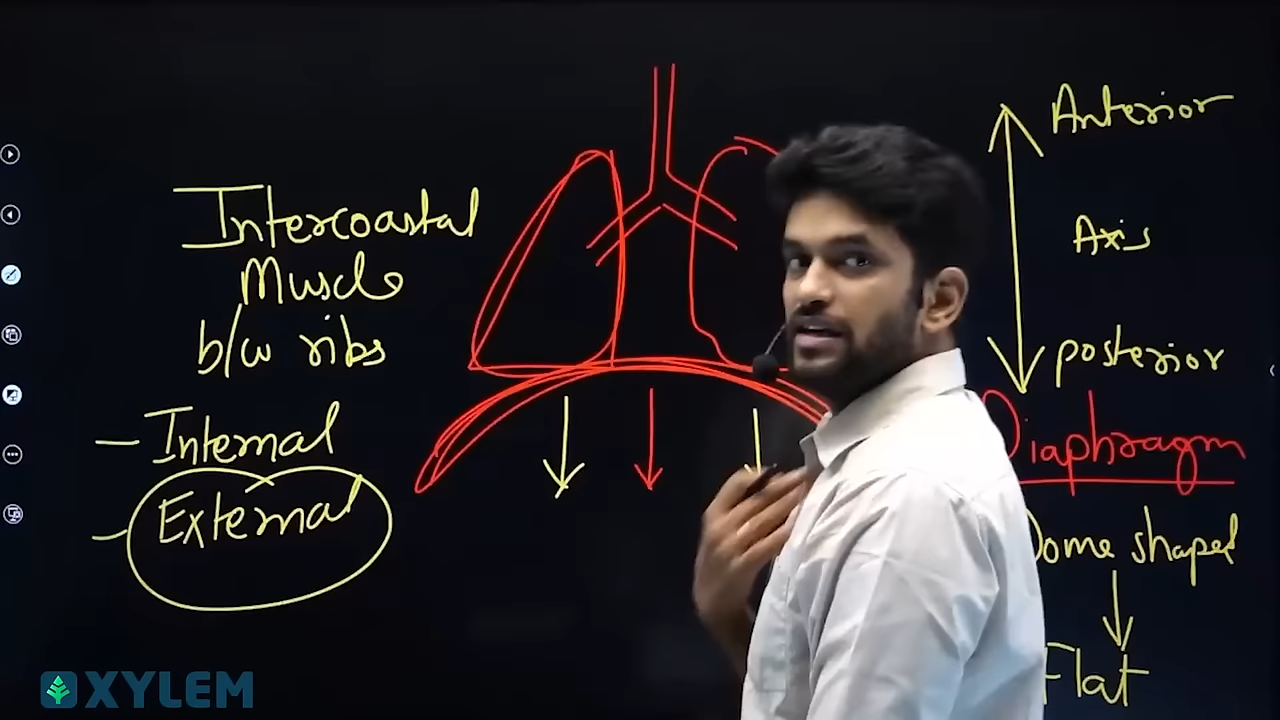 Intercoastal
Muscle
b/w ribs
– Internal
– External
Anterior
Axis
posterior
Diaphragm
Dome shaped
Flat
XYLEM